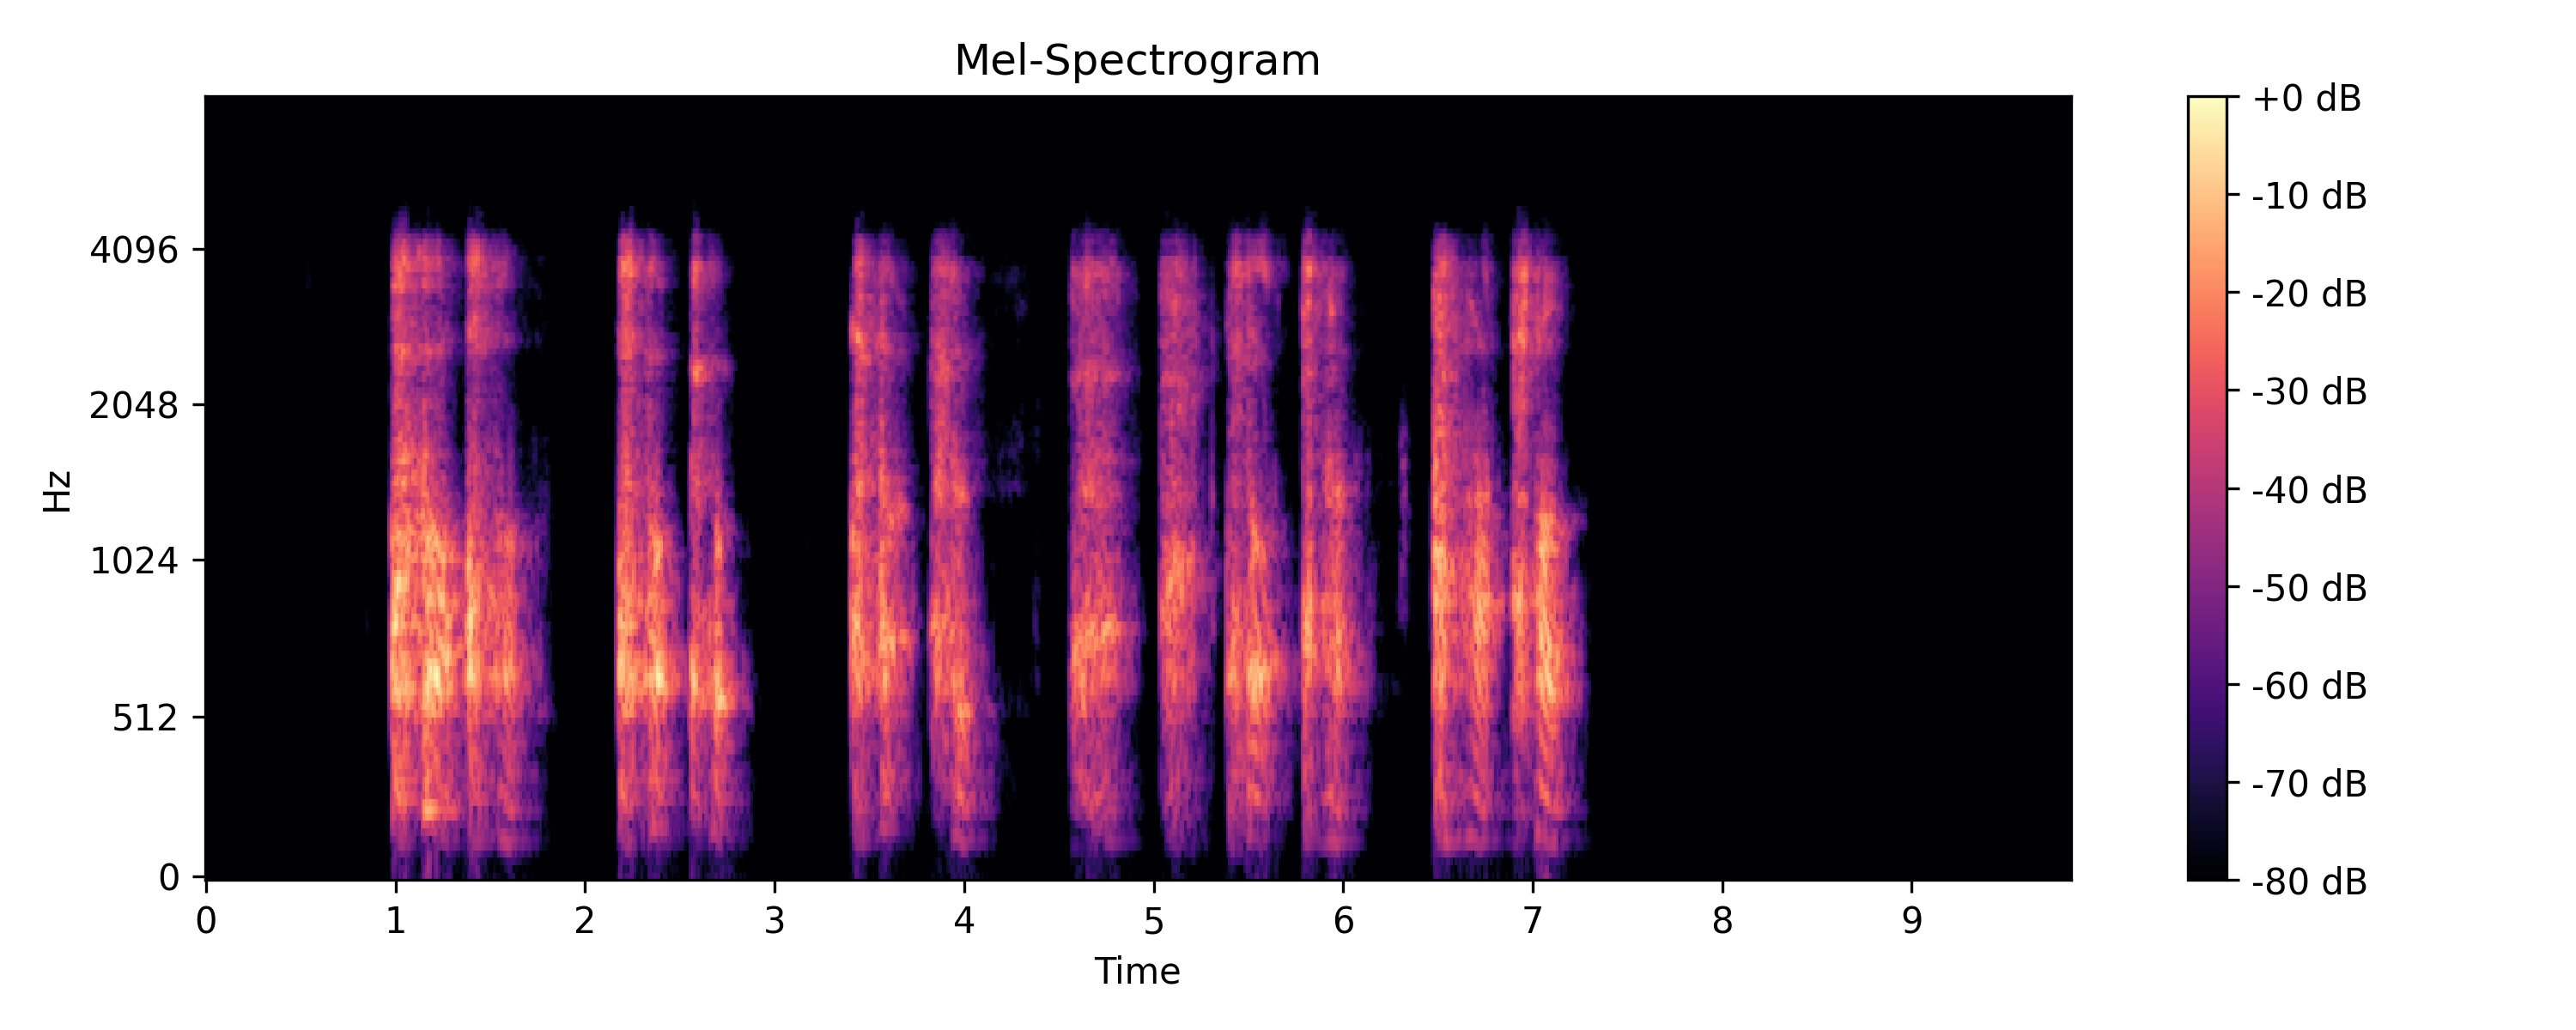 Mel-Spectrogram
+0 dB
-10 dB
-20 dB
-30 dB
-40 dB
-50 dB
-60 dB
-70 dB
-80 dB
Hz
4096
2048
1024
512
0
0 1 2 3 4 5 6 7 8 9
Time